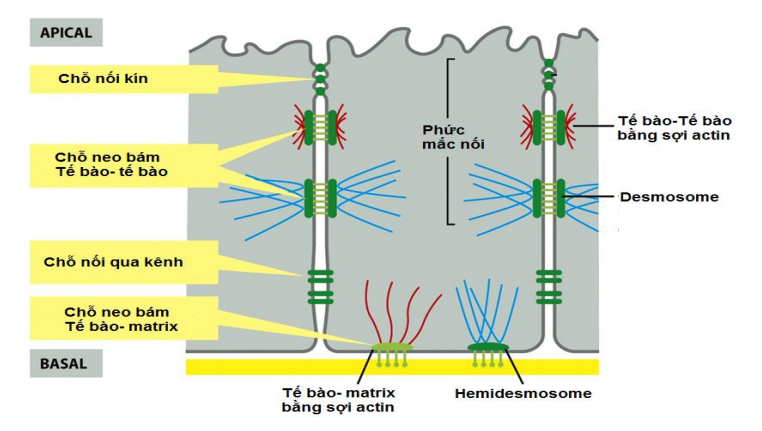 APICAL
Chỗ nối kín
Chỗ neo bám
Tế bào- tế bào
Chỗ nối qua kênh
Chỗ neo bám
Tế bào- matrix
BASAL
Phức
mắc nối
Tế bào-Tế bào
bằng sợi actin
Desmosome
Tế bào- matrix
bằng sợi actin
Hemidesmosome